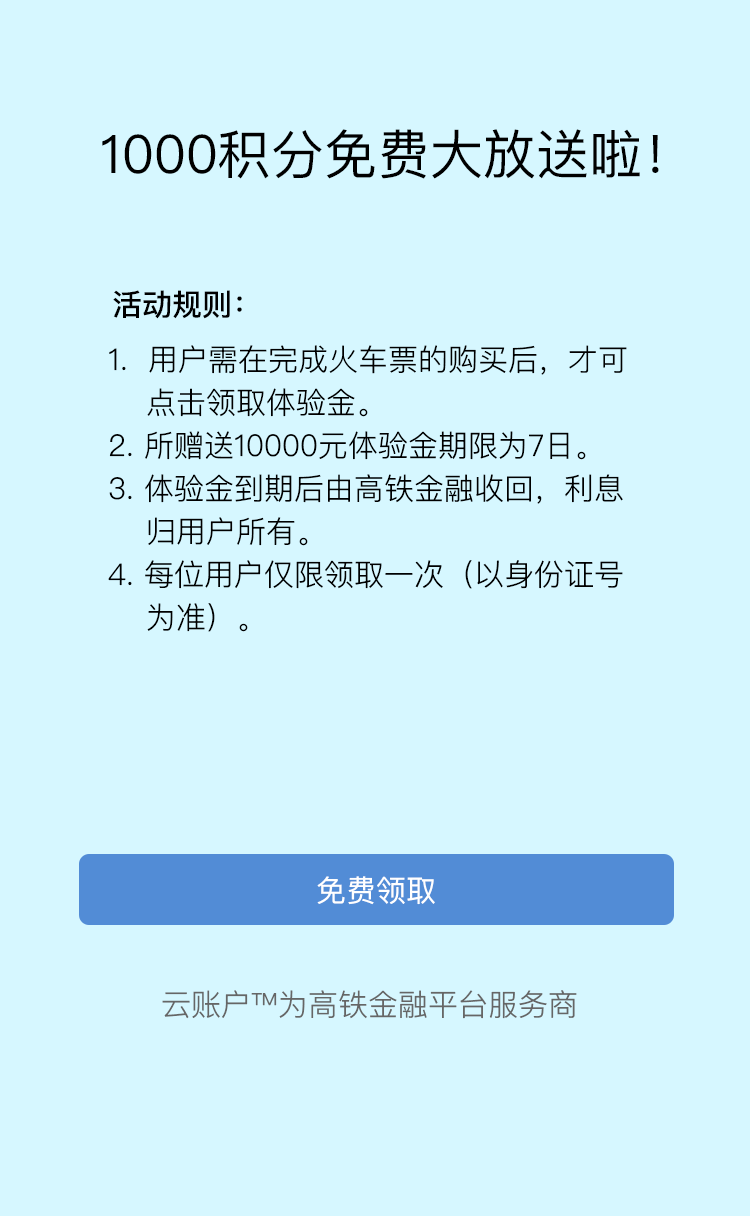 1000积分免费大放送啦！
活动规则：
1. 用户需在完成火车票的购买后，才可
点击领取体验金。
2. 所赠送10000元体验金期限为7日。
3. 体验金到期后由高铁金融收回，利息
归用户所有。
4. 每位用户仅限领取一次（以身份证号
为准）。
免费领取
云账户™为高铁金融平台服务商